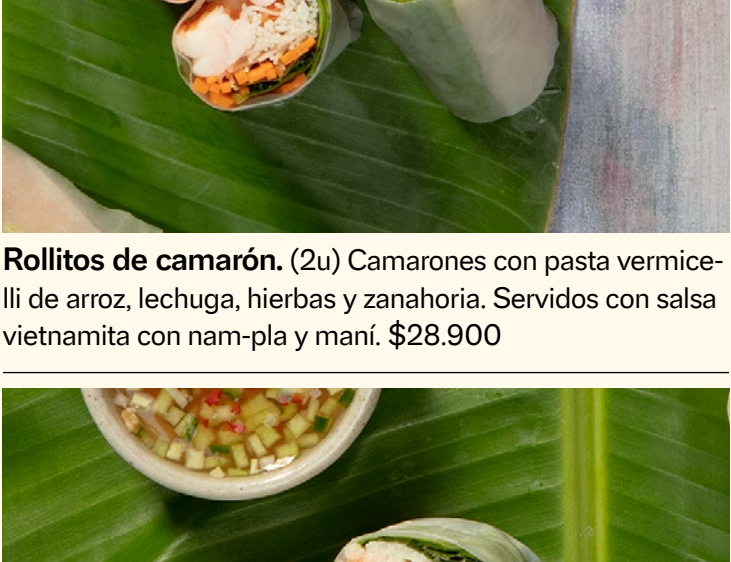 Rollitos de camarón. (2u) Camarones con pasta vermice-
lli de arroz, lechuga, hierbas y zanahoria. Servidos con salsa
vietnamita con nam-pla y maní. $28.900